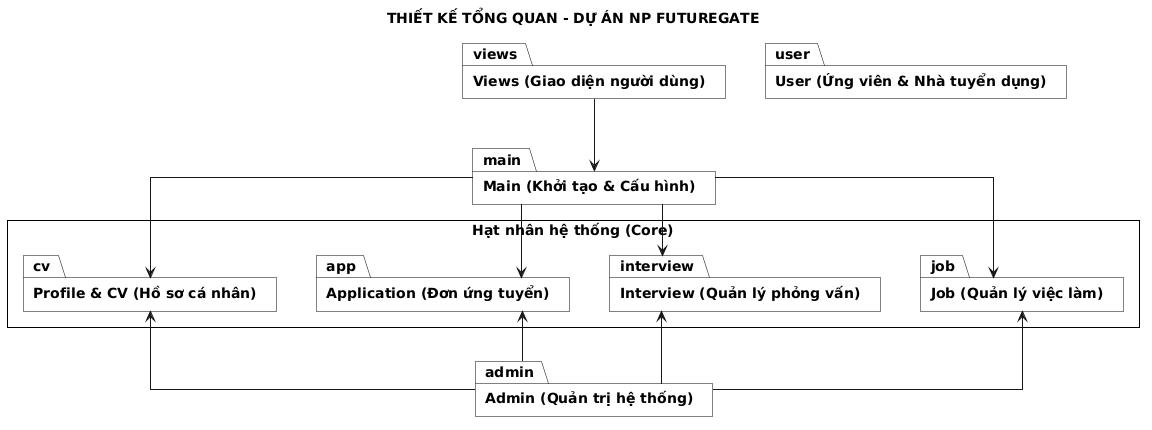 THIẾT KẾ TỔNG QUAN - DỰ ÁN NP FUTUREGATE
views
Views (Giao diện người dùng)
user
User (Ứng viên & Nhà tuyển dụng)
main
Main (Khởi tạo & Cấu hình)
Hạt nhân hệ thống (Core)
cv
Profile & CV (Hồ sơ cá nhân)
app
Application (Đơn ứng tuyển)
interview
Interview (Quản lý phỏng vấn)
job
Job (Quản lý việc làm)
admin
Admin (Quản trị hệ thống)